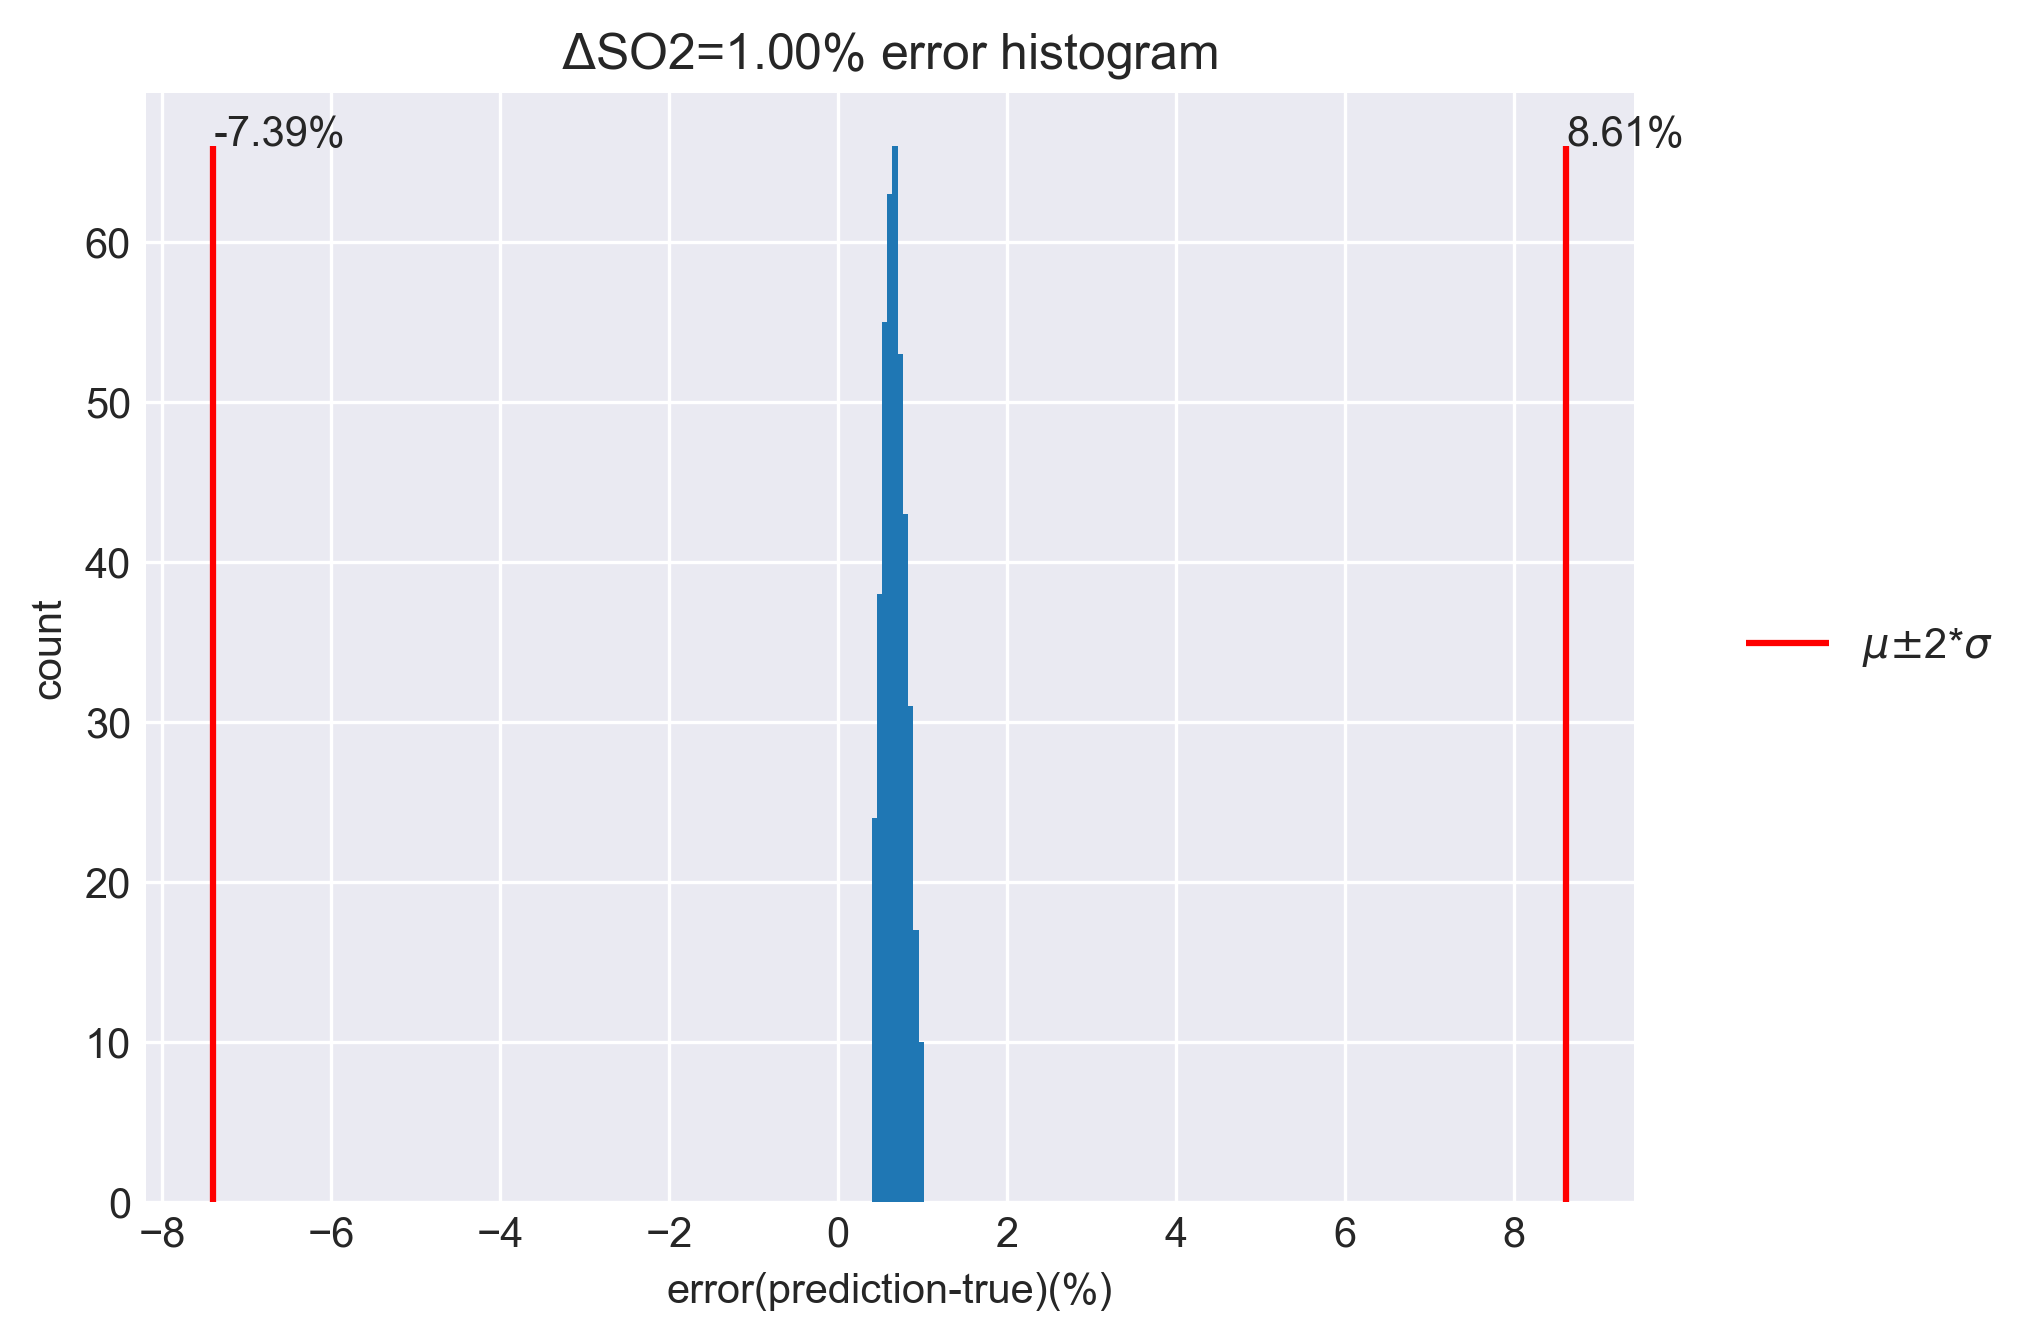 ΔSO2=1.00% error histogram
-7.39%
8.61%
60
50
40
30
20
10
0
count
−8 −6 −4 −2 0 2 4 6 8
error(prediction-true)(%)
μ±2*σ